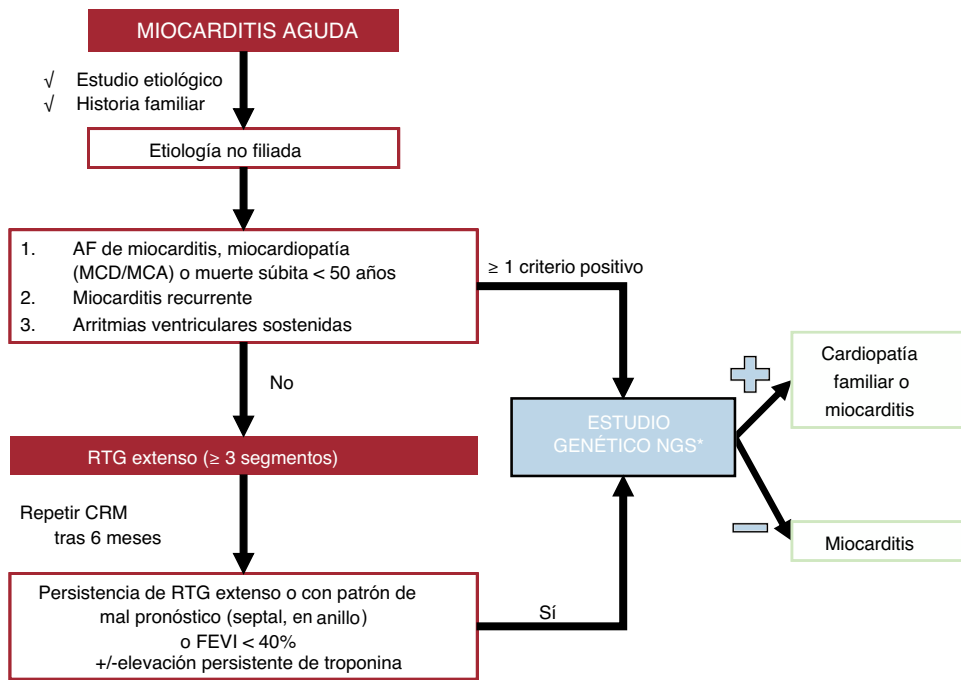 MIOCARDITIS AGUDA
√ Estudio etiológico
√ Historia familiar
Etiología no filiada
1. AF de miocarditis, miocardiopatía
(MCD/MCA) o muerte súbita < 50 años
2. Miocarditis recurrente
3. Arritmias ventriculares sostenidas
≥ 1 criterio positivo
No
RTG extenso (≥ 3 segmentos)
Repetir CRM
tras 6 meses
Persistencia de RTG extenso o con patrón de
mal pronóstico (septal, en anillo)
o FEVI < 40%
+/-elevación persistente de troponina
Sí
ESTUDIO
GENÉTICO NGS*
Cardiopatía
familiar o
miocarditis
Miocarditis